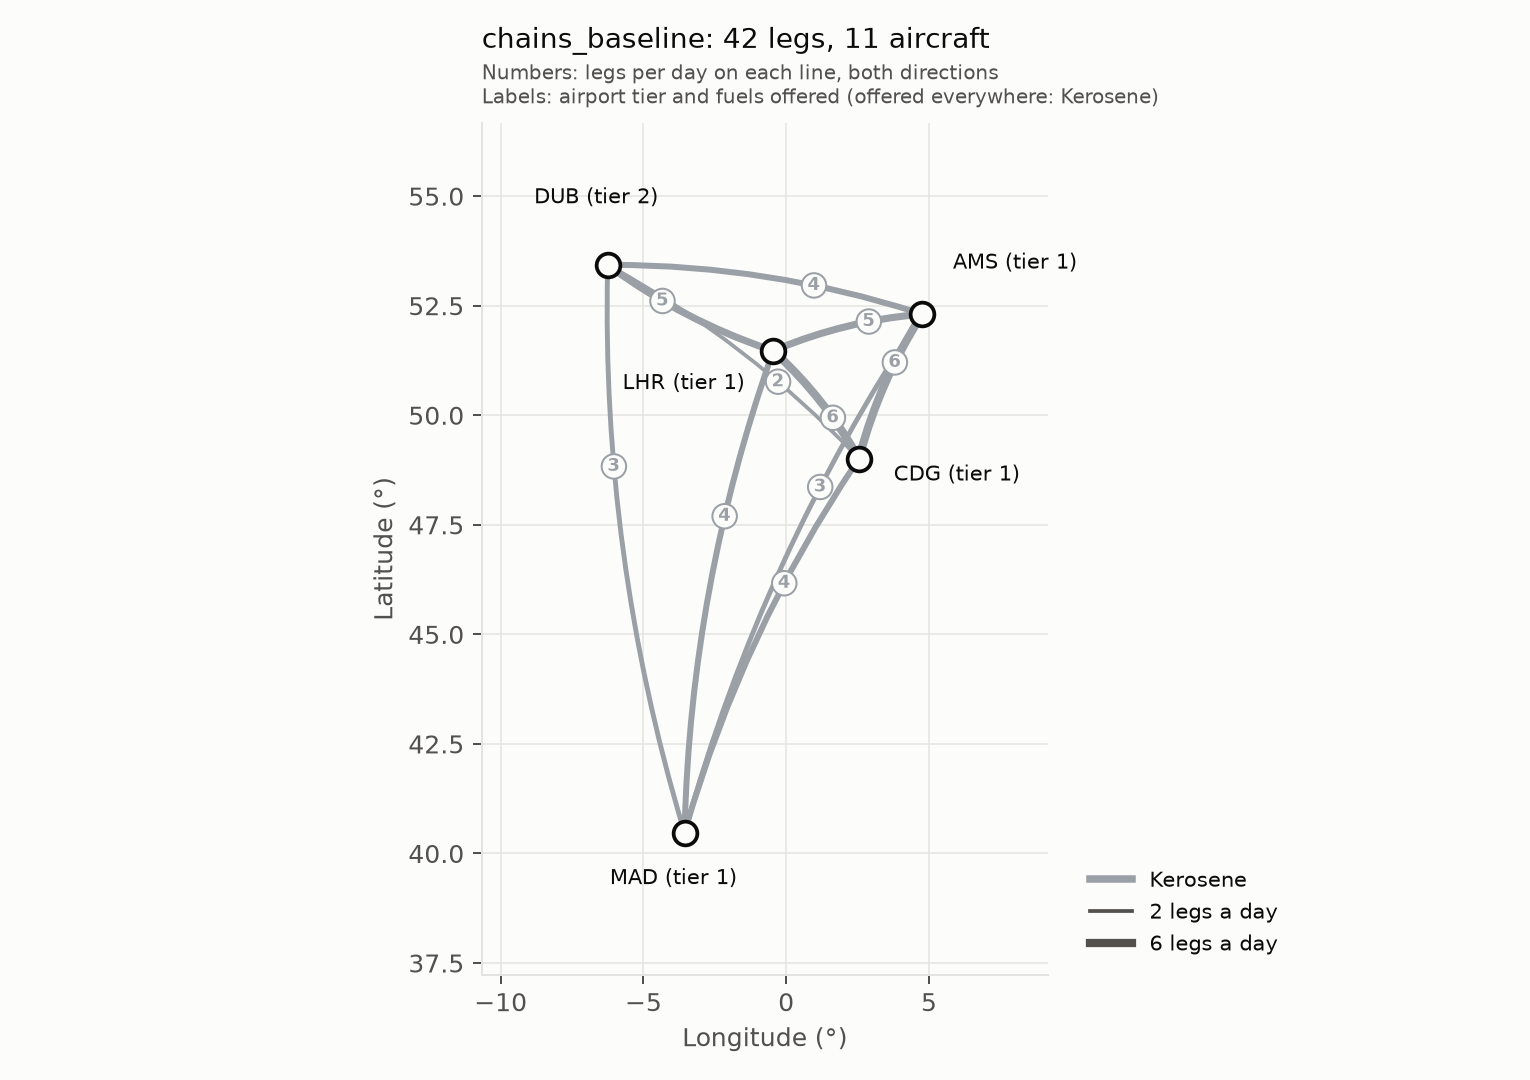 chains_baseline: 42 legs, 11 aircraft
Numbers: legs per day on each line, both directions
Labels: airport tier and fuels offered (offered everywhere: Kerosene)
55.0
DUB (tier 2)
AMS (tier 1)
4
5
52.5
5
6
LHR (tier 1)
2
50.0
6
CDG (tier 1)
3
3
4
47.5
Latitude (°)
4
45.0
42.5
40.0
MAD (tier 1)
Kerosene
2 legs a day
6 legs a day
37.5
−10
−5
0
5
Longitude (°)